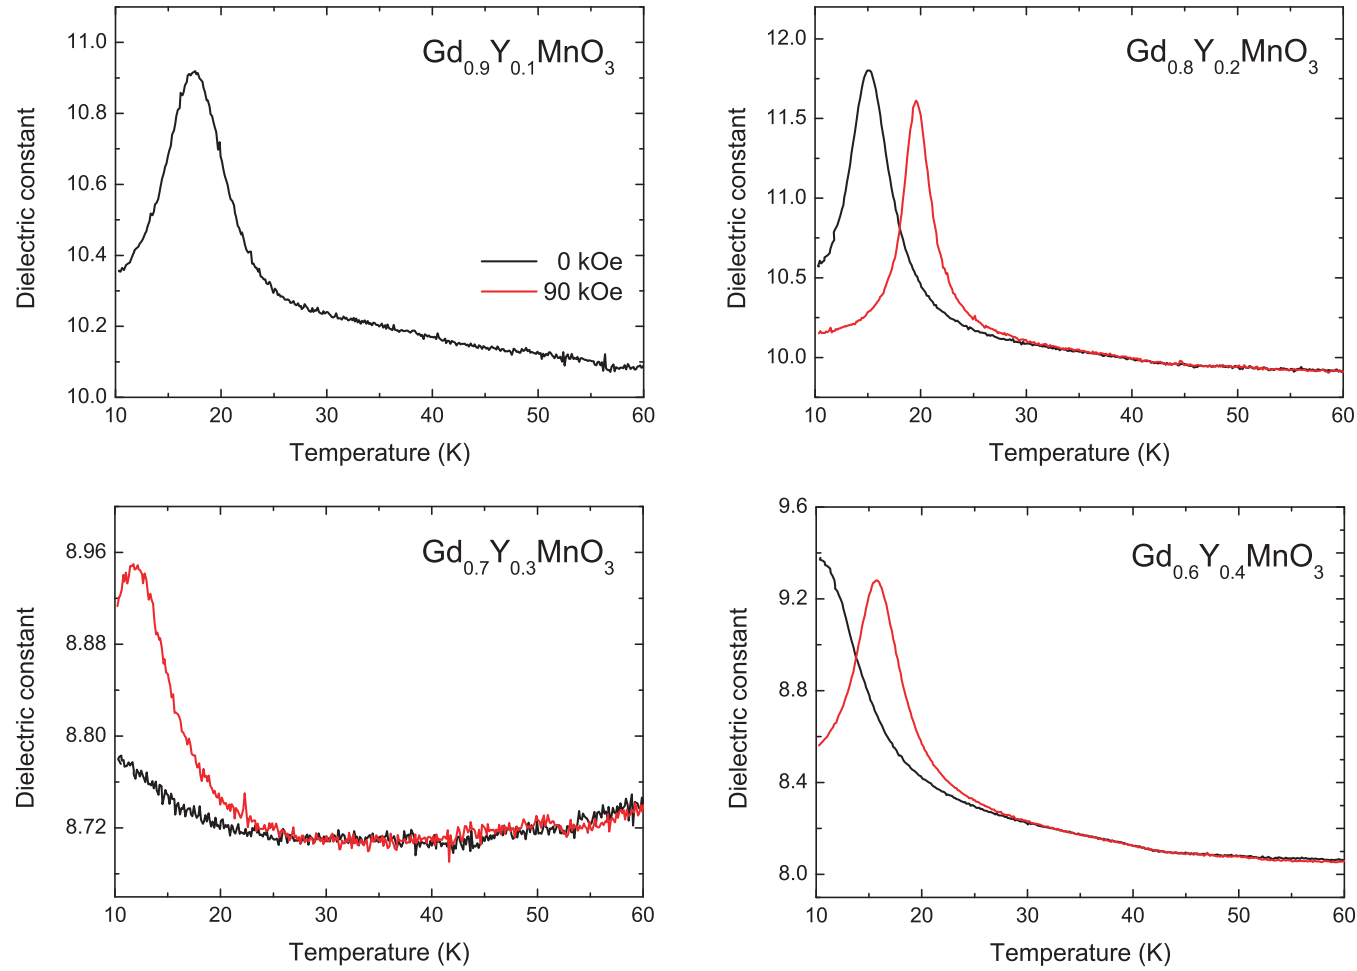 Gd0.9Y0.1MnO3
11.0
10.8
10.6
10.4
10.2
10.0
Dielectric constant
0 kOe
90 kOe
10 20 30 40 50 60
Temperature (K)
Gd0.8Y0.2MnO3
12.0
11.5
11.0
10.5
10.0
Dielectric constant
10 20 30 40 50 60
Temperature (K)
Gd0.7Y0.3MnO3
8.96
8.88
8.80
8.72
Dielectric constant
10 20 30 40 50 60
Temperature (K)
Gd0.6Y0.4MnO3
9.6
9.2
8.8
8.4
8.0
Dielectric constant
10 20 30 40 50 60
Temperature (K)